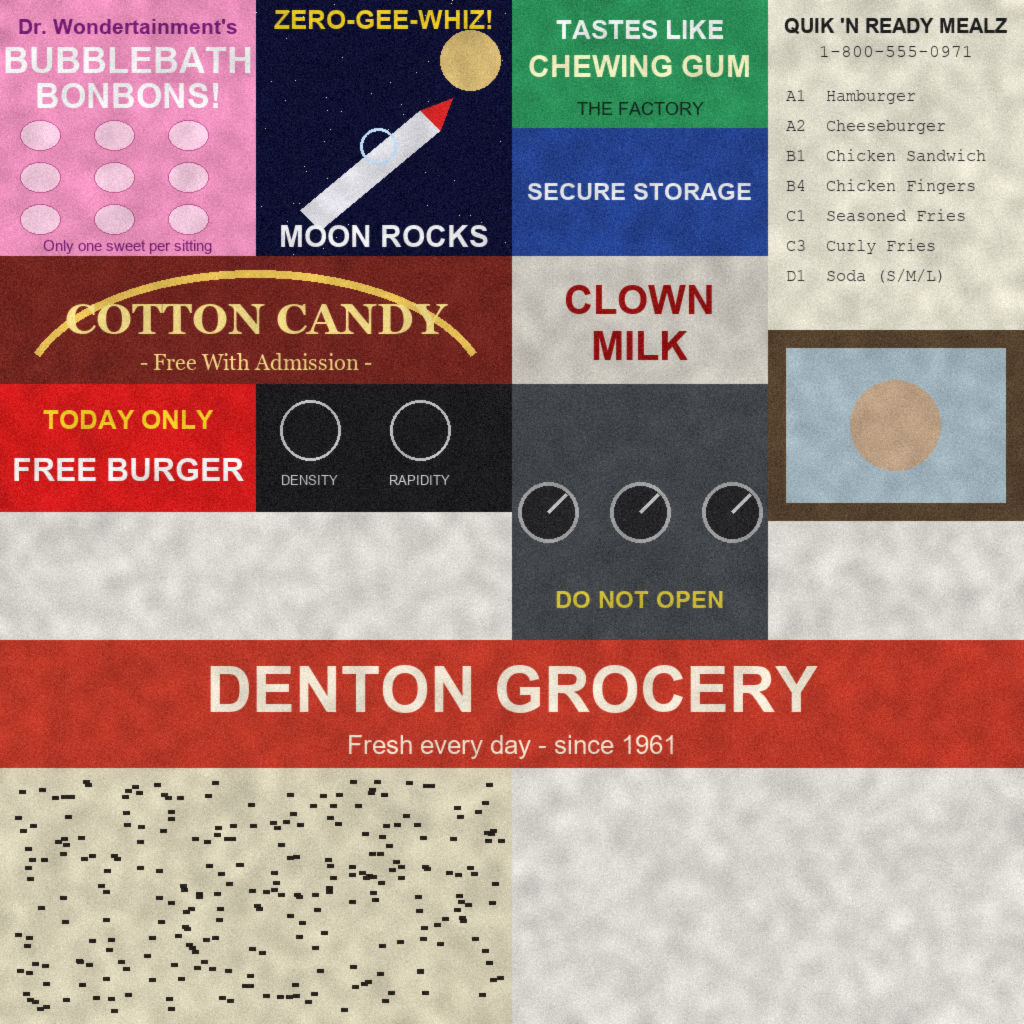 Dr. Wondertainment's
BUBBLEBATH
BONBONS!
Only one sweet per sitting
ZERO-GEE-WHIZ!
MOON ROCKS
TASTES LIKE
CHEWING GUM
THE FACTORY
SECURE STORAGE
QUIK 'N READY MEALZ
1-800-555-0971
A1 Hamburger
A2 Cheeseburger
B1 Chicken Sandwich
B4 Chicken Fingers
C1 Seasoned Fries
C3 Curly Fries
D1 Soda (S/M/L)
COTTON CANDY
- Free With Admission -
CLOWN
MILK
TODAY ONLY
FREE BURGER
DENSITY
RAPIDITY
DO NOT OPEN
DENTON GROCERY
Fresh every day - since 1961